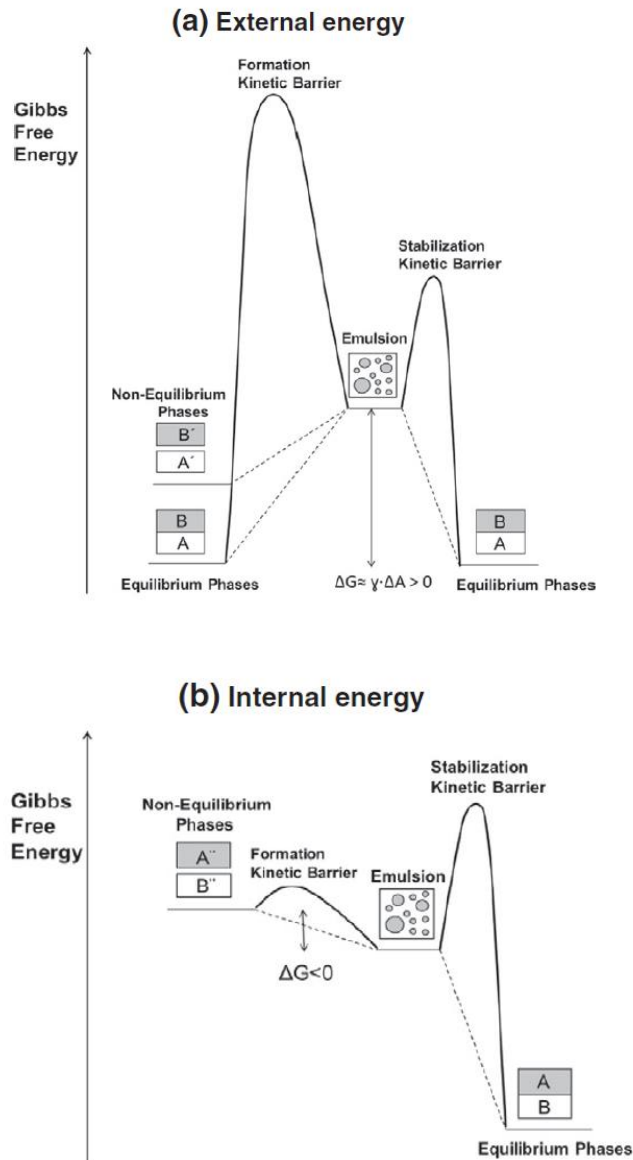 (a) External energy
Formation
Kinetic Barrier
Gibbs
Free
Energy
Stabilization
Kinetic Barrier
Emulsion
Non-Equilibrium
Phases
B´
A´
B
A
Equilibrium Phases
ΔG≈ γ·ΔA > 0
B
A
Equilibrium Phases
(b) Internal energy
Gibbs
Free
Energy
Stabilization
Kinetic Barrier
Non-Equilibrium
Phases
A¨
B¨
Formation
Kinetic Barrier
Emulsion
ΔG<0
A
B
Equilibrium Phases